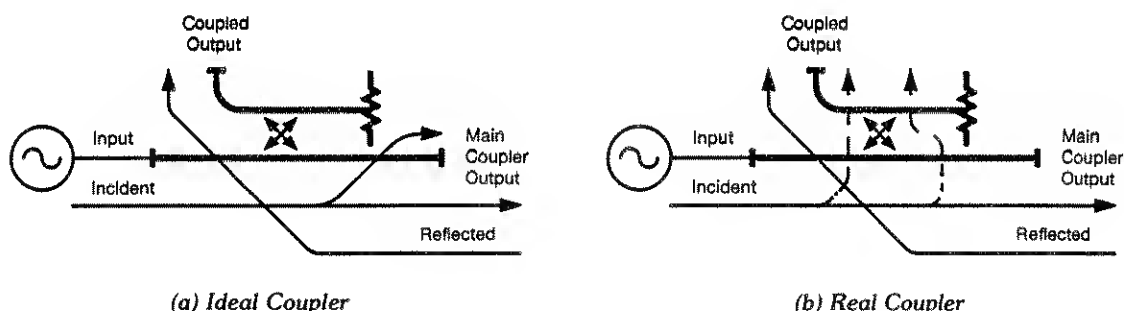 Coupled
Output
Input
Incident
Main
Coupler
Output
Reflected
(a) Ideal Coupler
Coupled
Output
Input
Incident
Main
Coupler
Output
Reflected
(b) Real Coupler